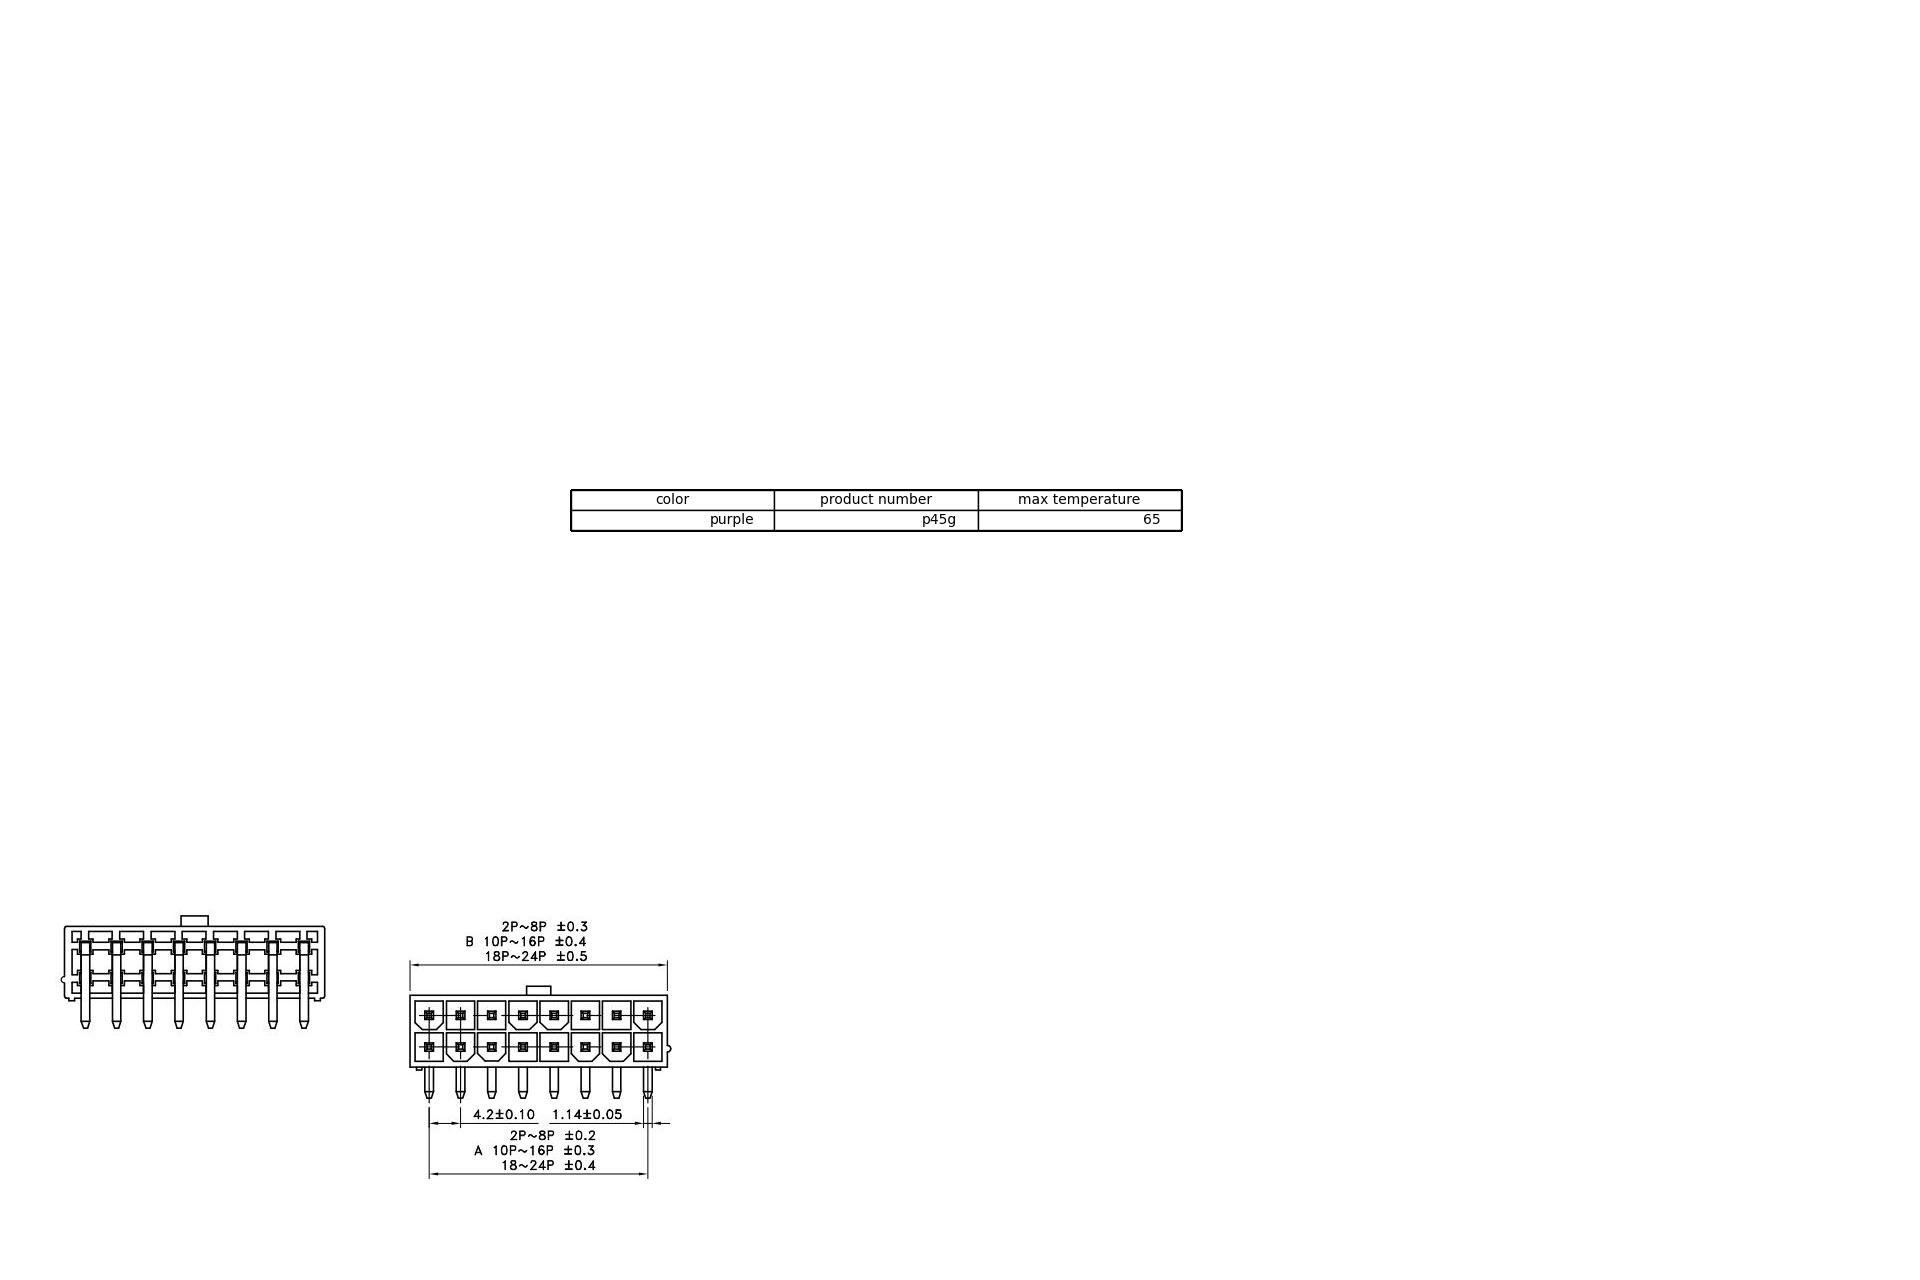 color product number max temperature
purple p45g 65
2P~8P ±0.3
B 10P~16P ±0.4
18P~24P ±0.5
4.2±0.10 1.14±0.05
2P~8P ±0.2
A 10P~16P ±0.3
18~24P ±0.4